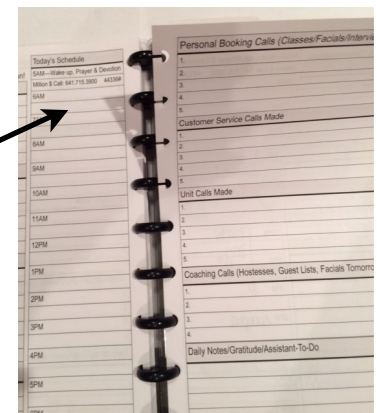 Today's Schedule
5AM—Wake-up, Prayer & Devotion
Million $ Call: 641.715.3900 44336#
6AM
8AM
9AM
10AM
11AM
12PM
1PM
2PM
3PM
4PM
5PM
Personal Booking Calls (Classes/Facials/
1.
2.
3.
4.
5.
Customer Service Calls Made
1.
2.
3.
4.
5.
Unit Calls Made
1.
2.
3.
4.
5.
Coaching Calls (Hostesses, Guest Lists, Facials
1.
2.
3.
4.
Daily Notes/Gratitude/Assistant-To-Do